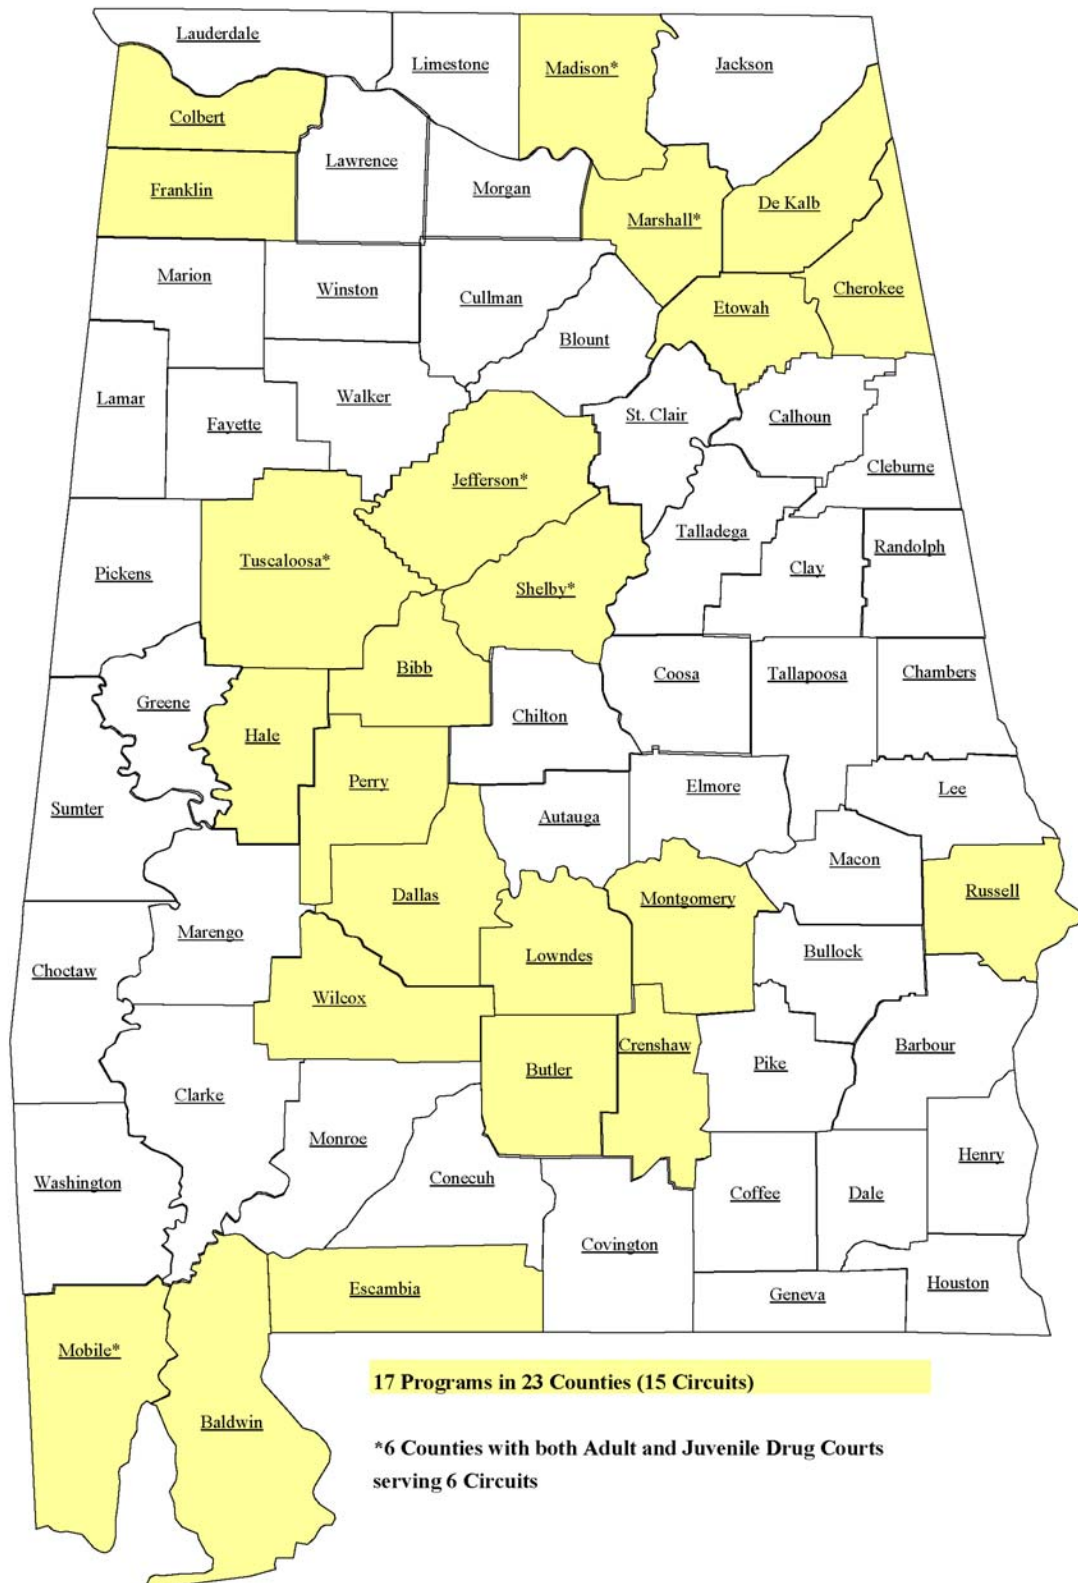 Lauderdale
Limestone
Madison*
Jackson
Colbert
Lawrence
Franklin
Morgan
Marshall*
De Kalb
Marion
Winston
Cullman
Cherokee
Etowah
Blount
Lamar
Walker
Fayette
St. Clair
Calhoun
Cleburne
Jefferson*
Talladega
Randolph
Pickens
Tuscaloosa*
Shelby*
Clay
Bibb
Coosa
Tallapoosa
Chambers
Greene
Hale
Chilton
Perry
Elmore
Lee
Sumter
Autauga
Macon
Dallas
Montgomery
Russell
Marengo
Choctaw
Lowndes
Bullock
Wilcox
Crenshaw
Barbour
Butler
Pike
Clarke
Monroe
Henry
Washington
Conecuh
Coffee
Dale
Covington
Escambia
Geneva
Houston
Mobile*
Baldwin
17 Programs in 23 Counties (15 Circuits)
*6 Counties with both Adult and Juvenile Drug Courts
serving 6 Circuits